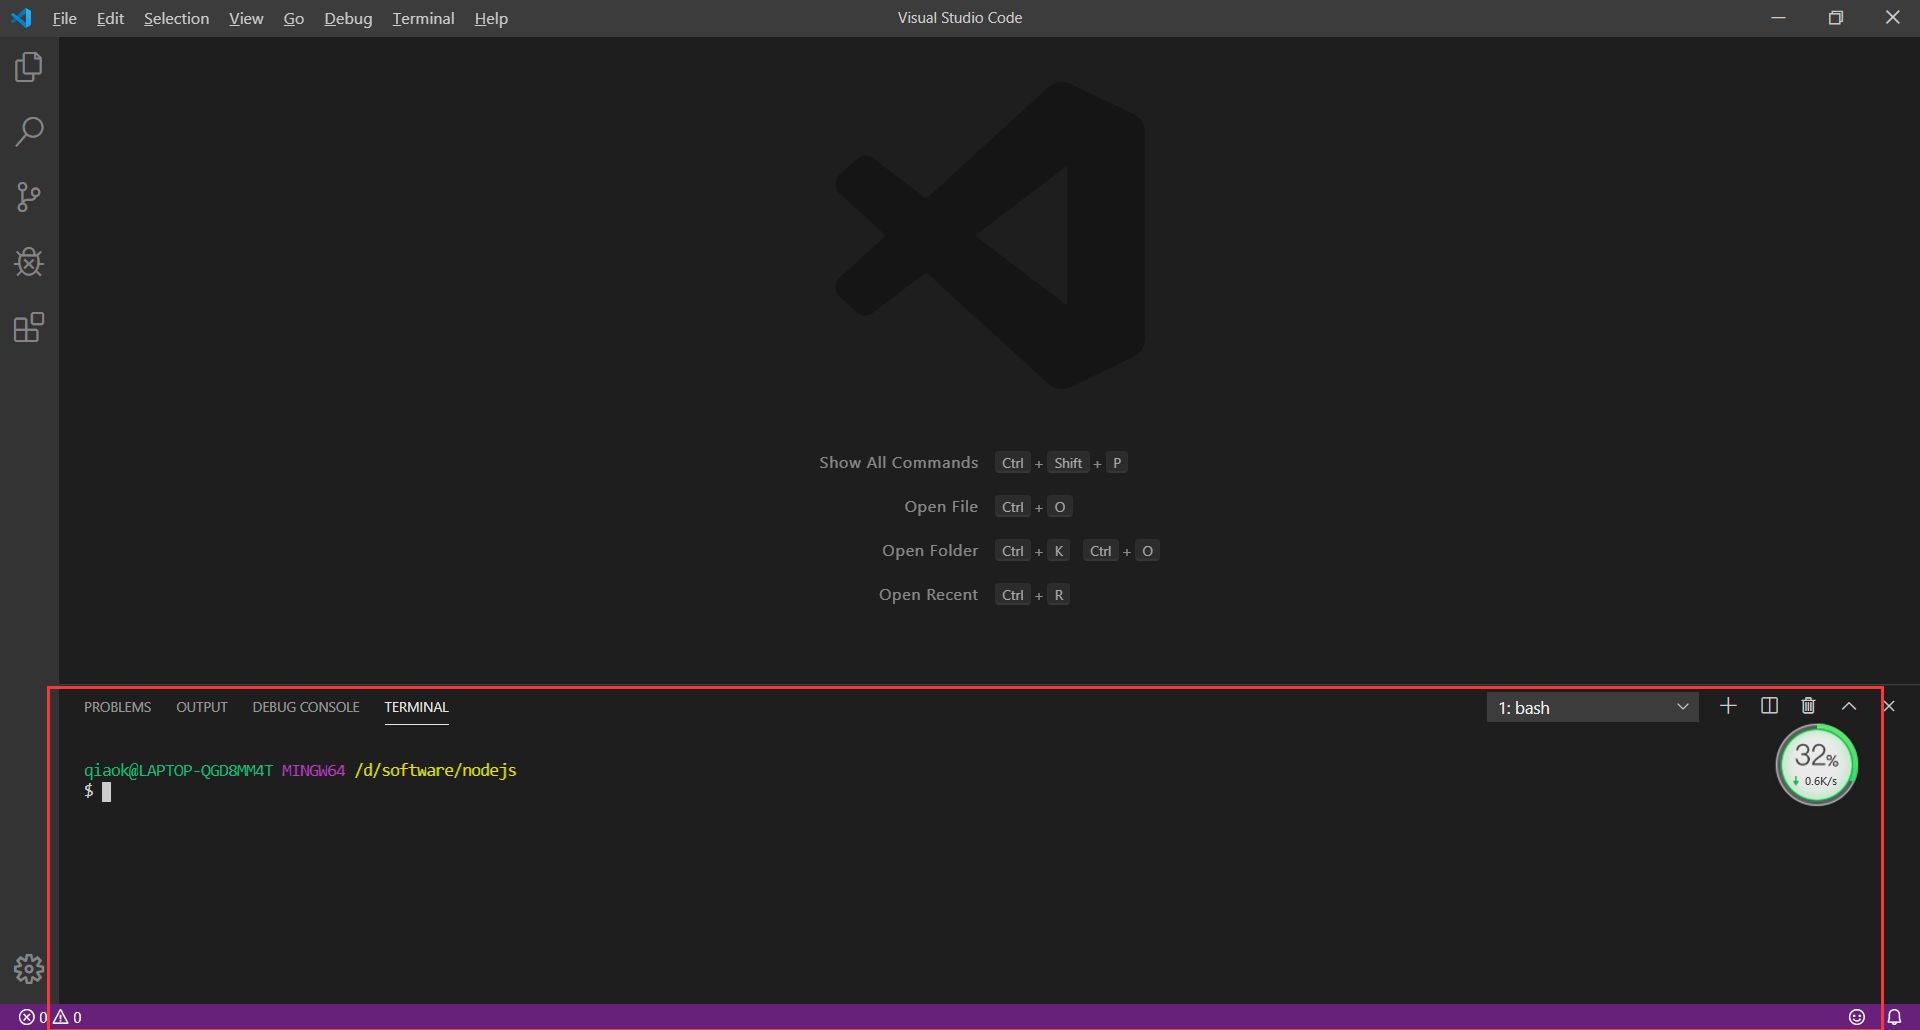 File Edit Selection View Go Debug Terminal Help Visual Studio Code
Show All Commands Ctrl + Shift + P
Open File Ctrl + O
Open Folder Ctrl + K Ctrl + O
Open Recent Ctrl + R
PROBLEMS OUTPUT DEBUG CONSOLE TERMINAL 1: bash
32%
0.6K/s
qiaok@LAPTOP-QGD8MM4T MINGW64 /d/software/nodejs
$
0 0